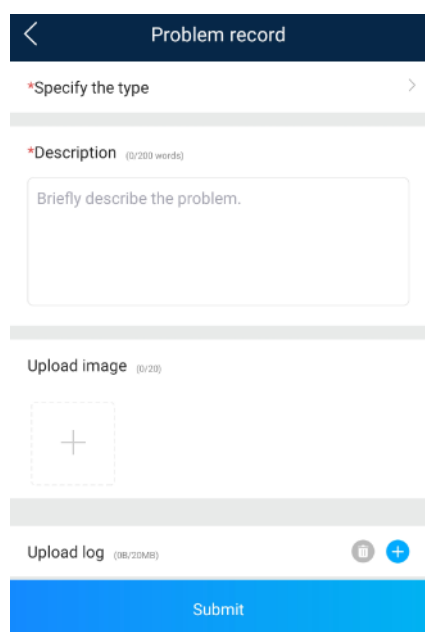 Problem record
*Specify the type
*Description (0/200 words)
Briefly describe the problem.
Upload image (0/20)
Upload log (0B/20MB)
Submit